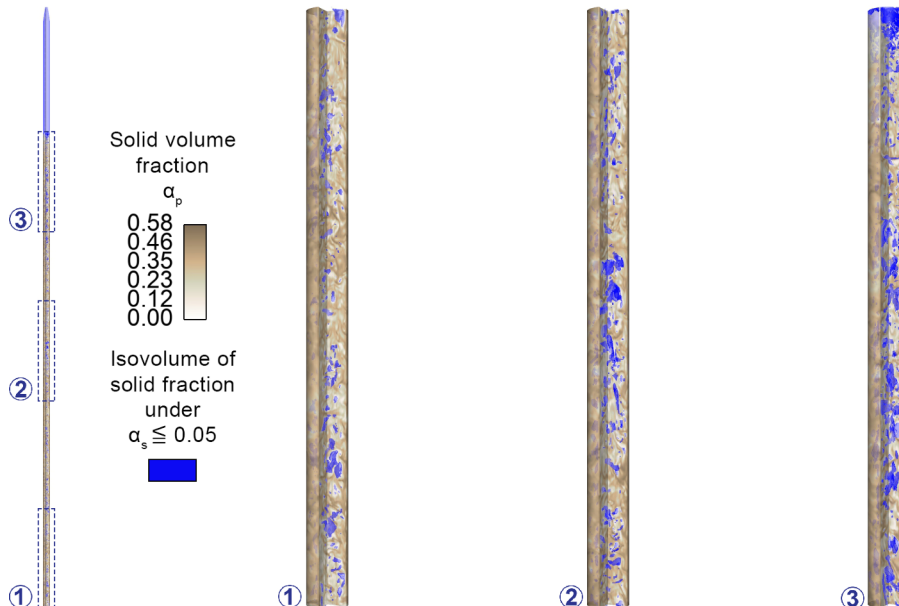 Solid volume
fraction
αp
0.58
0.46
0.35
0.23
0.12
0.00
Isovolume of
solid fraction
under
αs ≦ 0.05
③
②
①
①
②
③